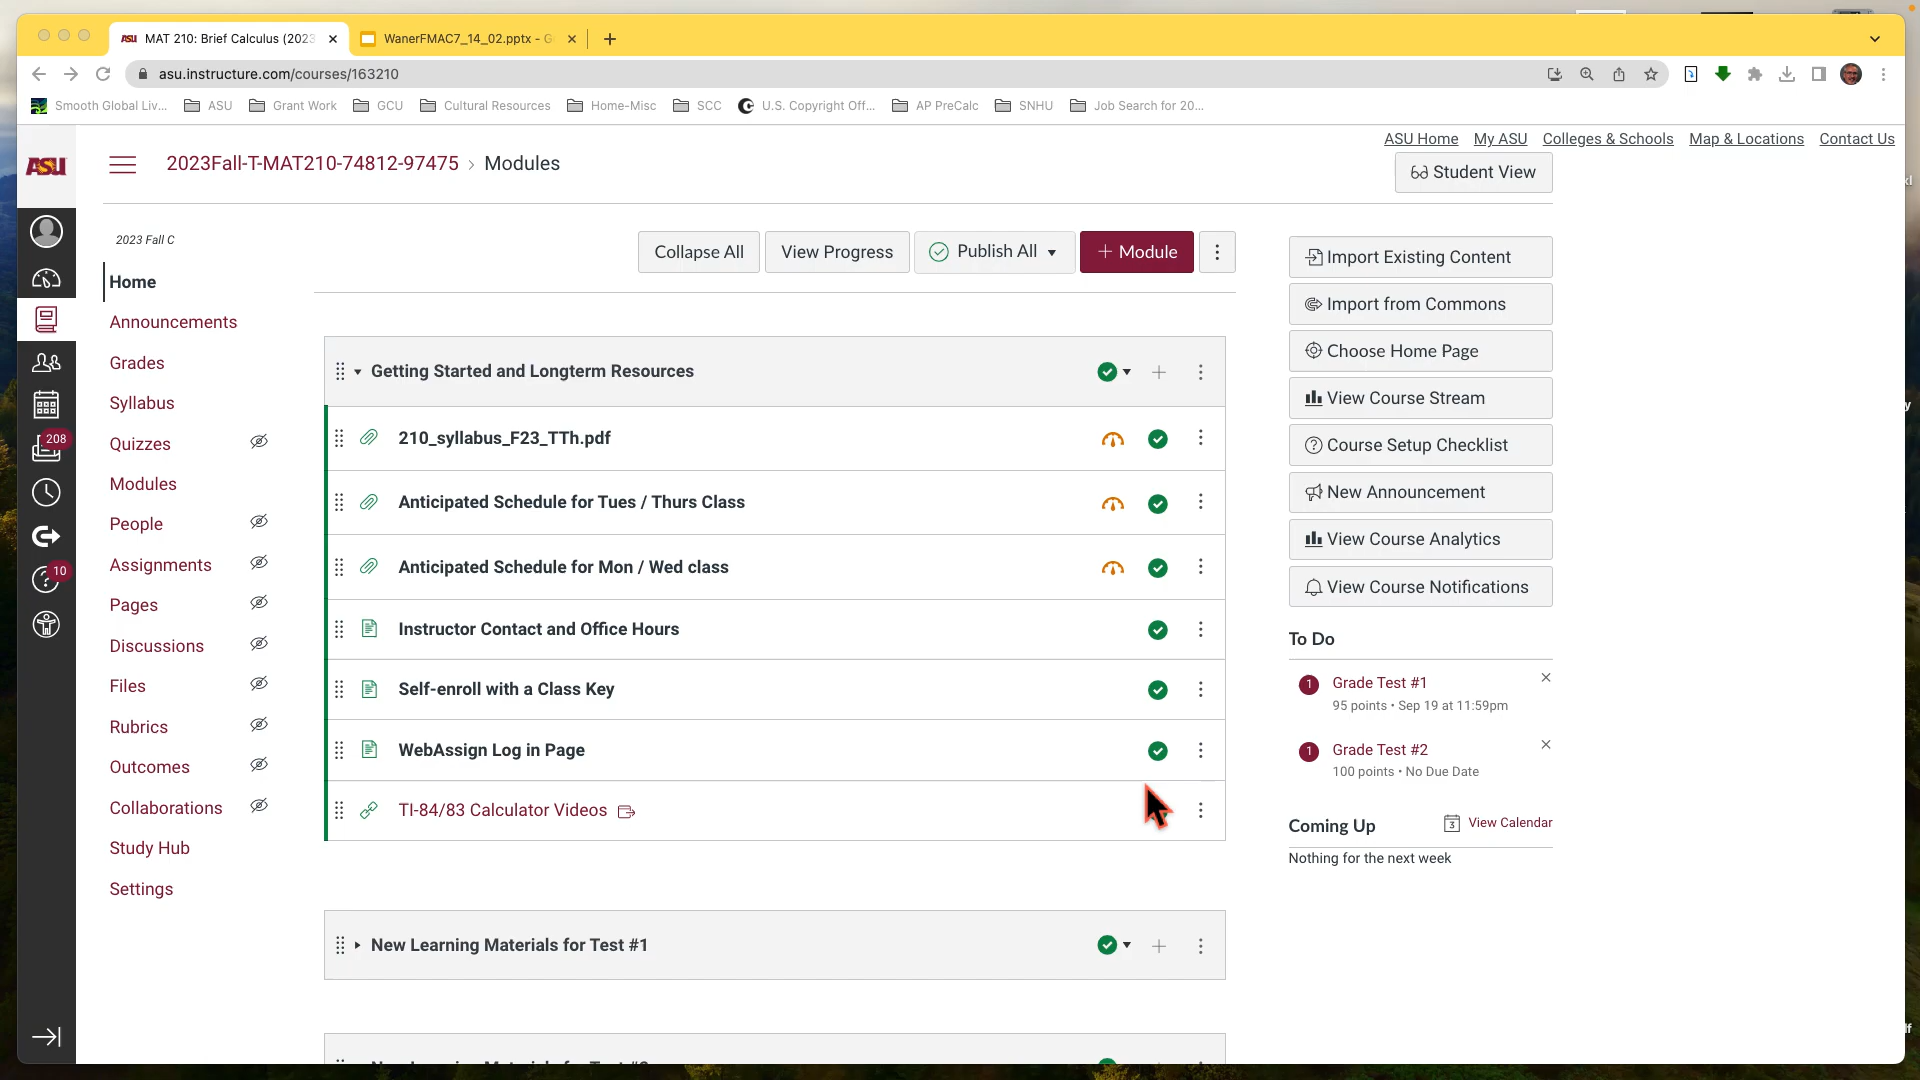 MAT 210: Brief Calculus (2023
WanerFMAC7_14_02.pptx - G
asu.instructure.com/courses/163210
Smooth Global Liv...
ASU
Grant Work
GCU
Cultural Resources
Home-Misc
SCC
U.S. Copyright Off...
AP PreCalc
SNHU
Job Search for 20...
ASU Home
My ASU
Colleges & Schools
Map & Locations
Contact Us
ASU
2023Fall-T-MAT210-74812-97475 › Modules
Student View
2023 Fall C
Home
Announcements
Grades
Syllabus
Quizzes
Modules
People
Assignments
Pages
Discussions
Files
Rubrics
Outcomes
Collaborations
Study Hub
Settings
208
10
Collapse All
View Progress
Publish All
+ Module
Getting Started and Longterm Resources
210_syllabus_F23_TTh.pdf
Anticipated Schedule for Tues / Thurs Class
Anticipated Schedule for Mon / Wed class
Instructor Contact and Office Hours
Self-enroll with a Class Key
WebAssign Log in Page
TI-84/83 Calculator Videos
New Learning Materials for Test #1
Import Existing Content
Import from Commons
Choose Home Page
View Course Stream
Course Setup Checklist
New Announcement
View Course Analytics
View Course Notifications
To Do
1
Grade Test #1
95 points • Sep 19 at 11:59pm
1
Grade Test #2
100 points • No Due Date
Coming Up
3
View Calendar
Nothing for the next week